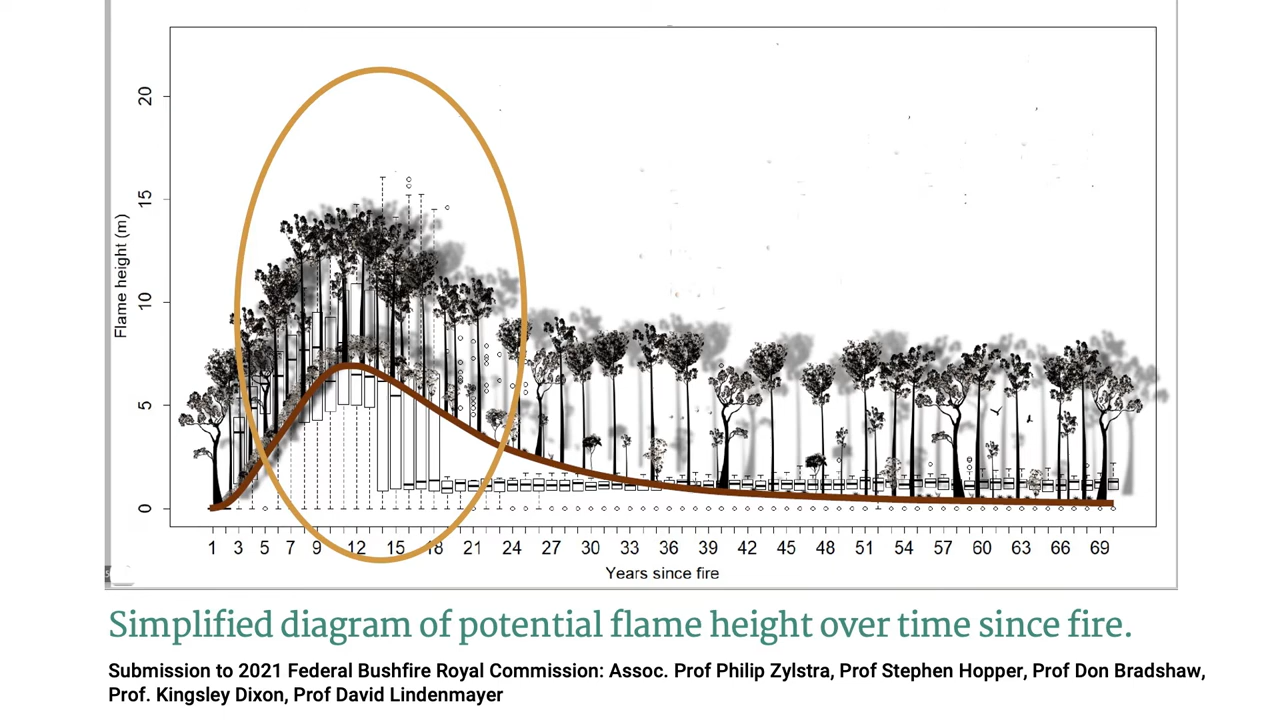 20
15
10
5
0
Flame height (m)
1 3 5 7 9 12 15 18 21 24 27 30 33 36 39 42 45 48 51 54 57 60 63 66 69
Years since fire
Simplified diagram of potential flame height over time since fire.
Submission to 2021 Federal Bushfire Royal Commission: Assoc. Prof Philip Zylstra, Prof Stephen Hopper, Prof Don Bradshaw,
Prof. Kingsley Dixon, Prof David Lindenmayer